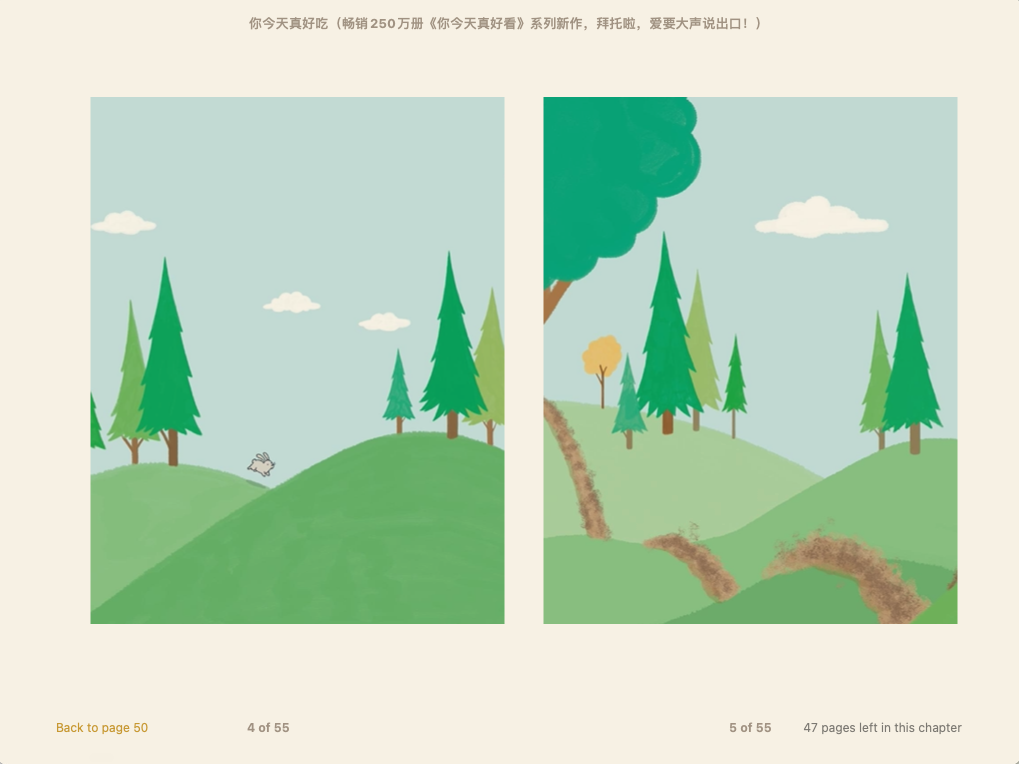 你今天真好吃（畅销250万册《你今天真好看》系列新作，拜托啦，爱要大声说出口！）
Back to page 50
4 of 55
5 of 55
47 pages left in this chapter